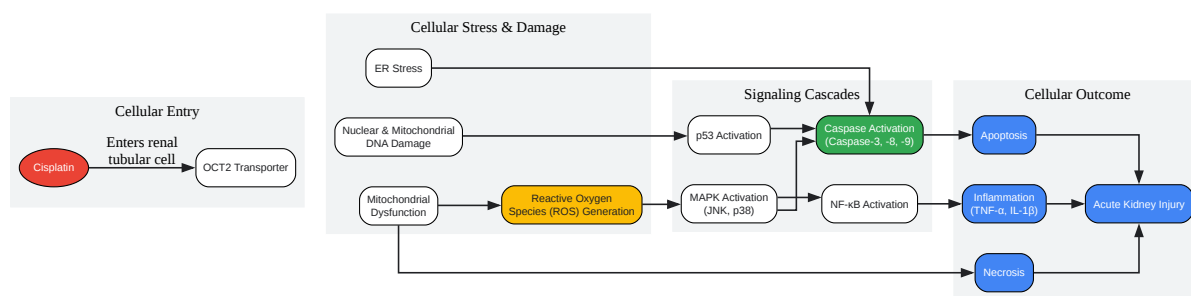 Cellular Entry
Cisplatin
Enters renal
tubular cell
OCT2 Transporter
Cellular Stress & Damage
ER Stress
Nuclear & Mitochondrial
DNA Damage
Mitochondrial
Dysfunction
Reactive Oxygen
Species (ROS) Generation
Signaling Cascades
p53 Activation
Caspase Activation
(Caspase-3, -8, -9)
MAPK Activation
(JNK, p38)
NF-κB Activation
Cellular Outcome
Apoptosis
Inflammation
(TNF-α, IL-1β)
Acute Kidney Injury
Necrosis